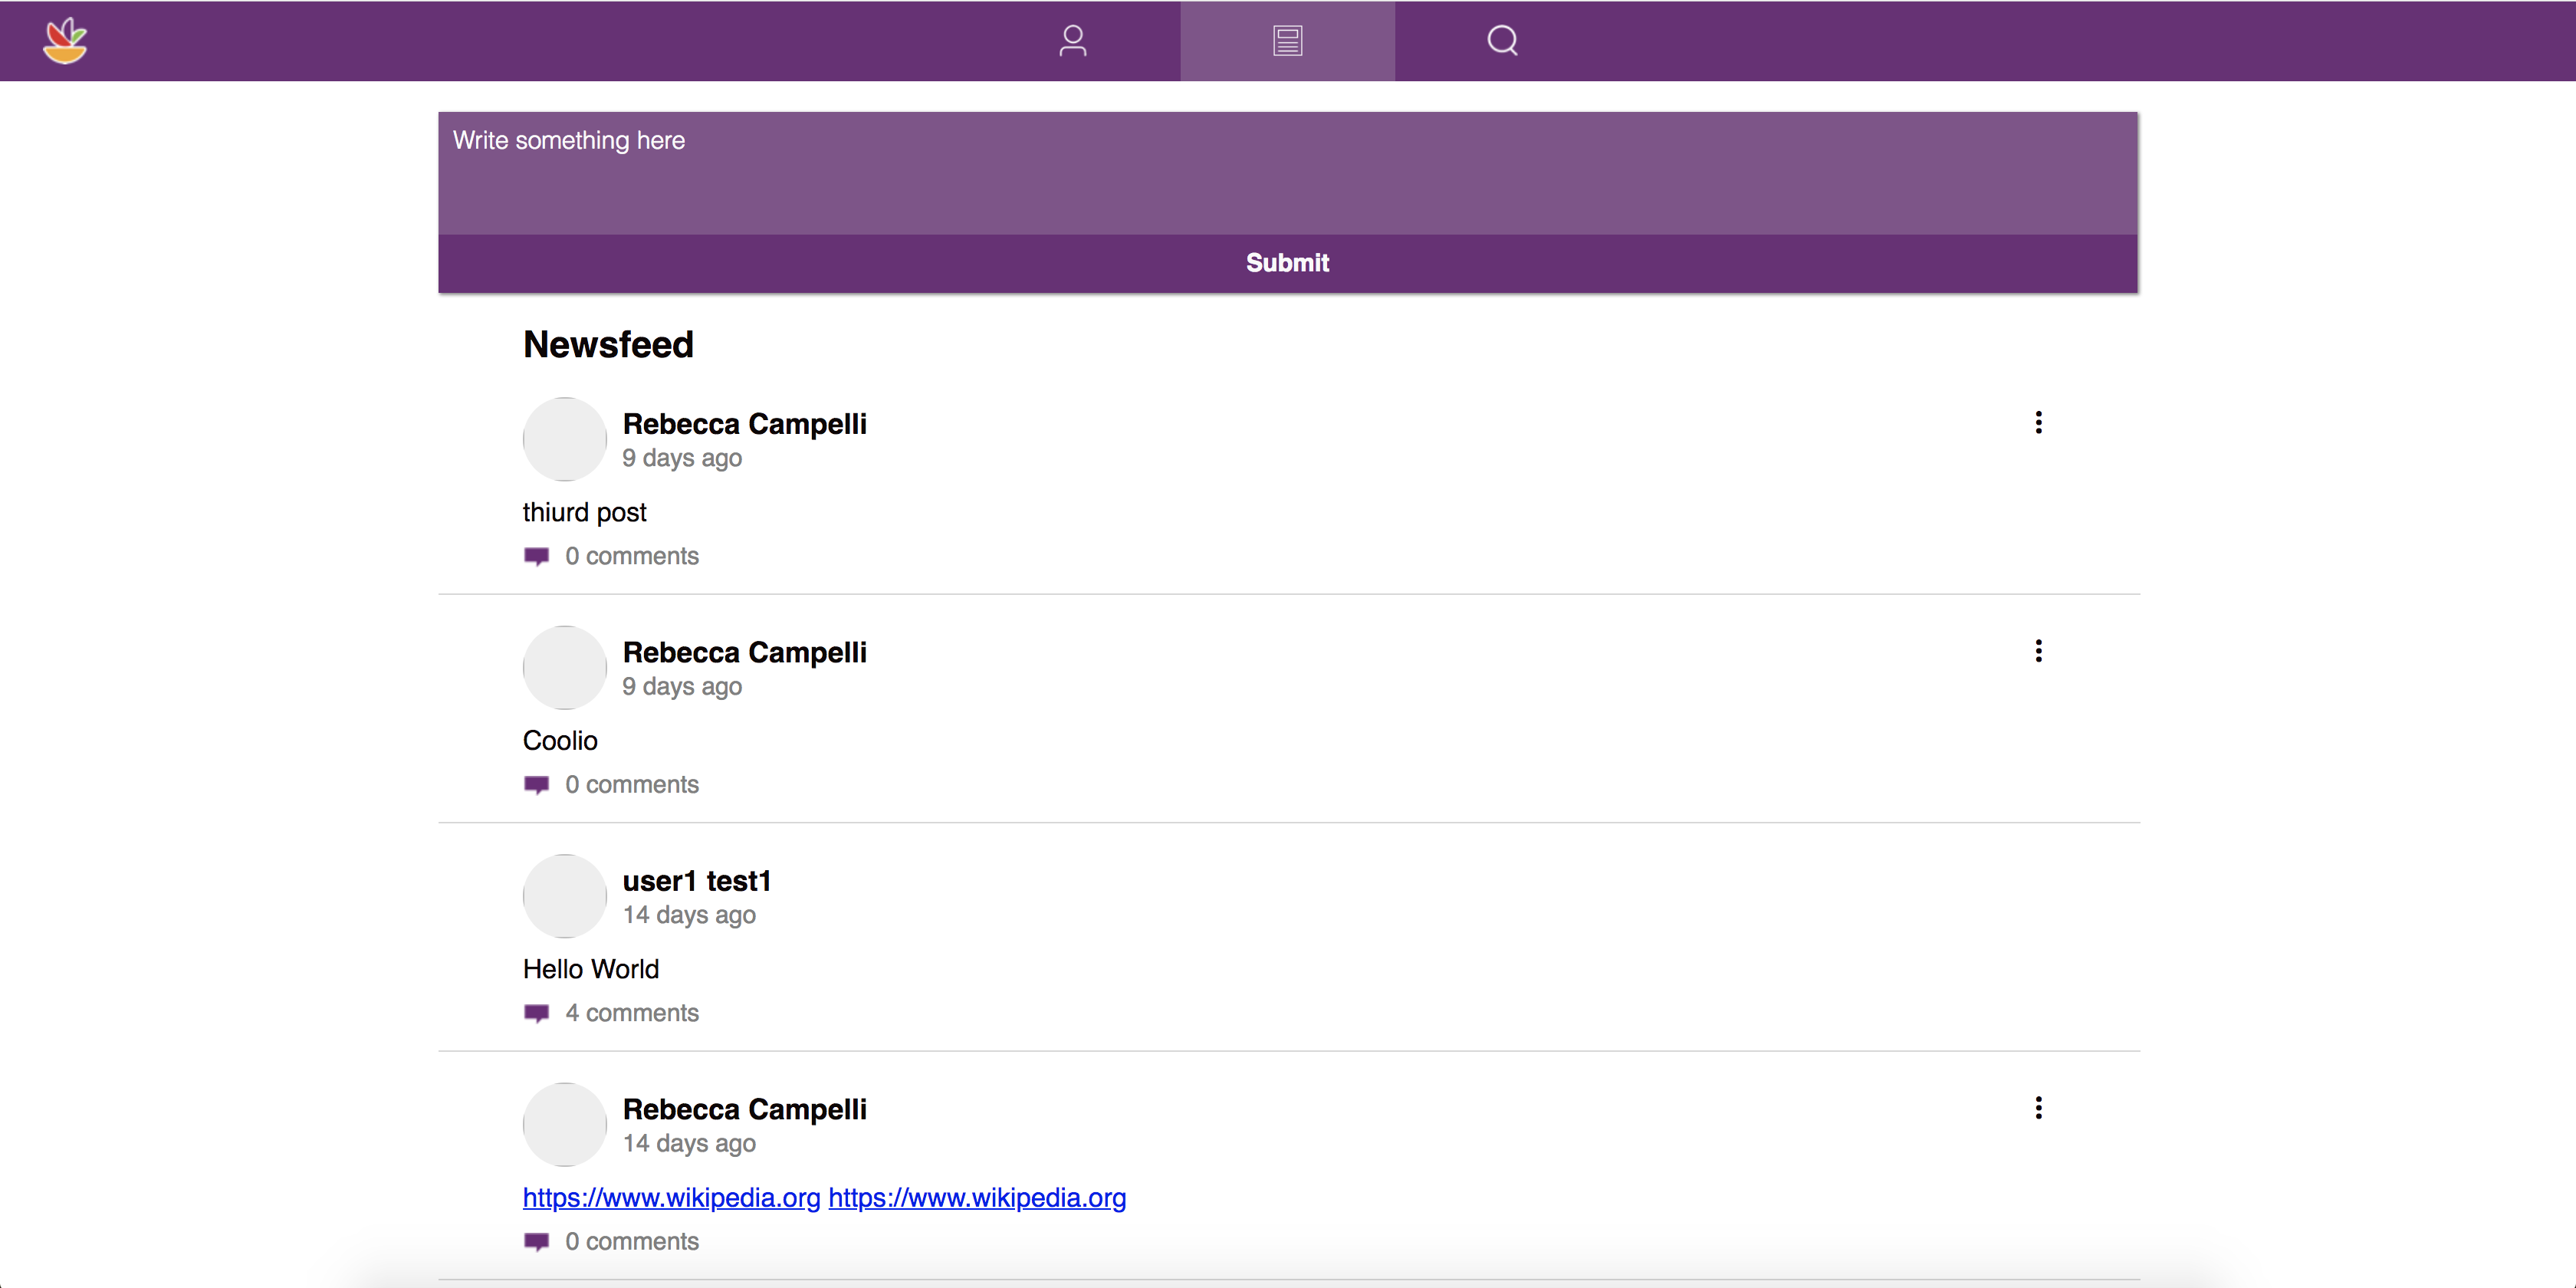 Write something here
Submit
Newsfeed
Rebecca Campelli
9 days ago
thiurd post
0 comments
Rebecca Campelli
9 days ago
Coolio
0 comments
user1 test1
14 days ago
Hello World
4 comments
Rebecca Campelli
14 days ago
https://www.wikipedia.org https://www.wikipedia.org
0 comments